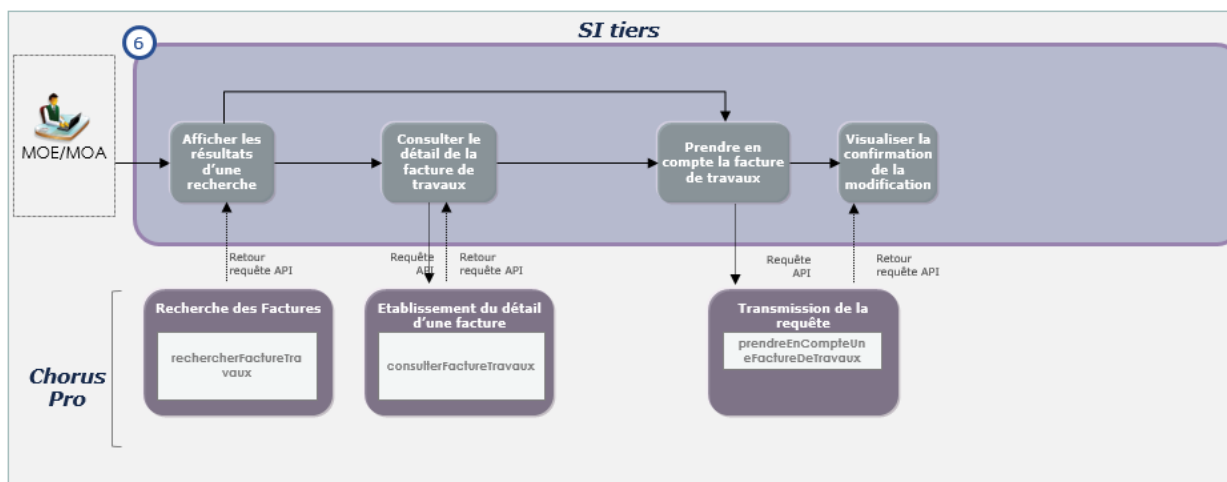 SI tiers
6
MOE/MOA
Afficher les
résultats
d'une
recherche
Consulter le
détail de la
facture de
travaux
Prendre en
compte la facture
de travaux
Visualiser la
confirmation
de la
modification
Retour
requête API
Requête
API
Retour
requête API
Requête
API
Retour
requête API
Chorus
Pro
Recherche des Factures
rechercherFactureTra
vaux
Etablissement du détail
d'une facture
consulterFactureTravaux
Transmission de la
requête
prendreEnCompteUn
eFactureDeTravaux